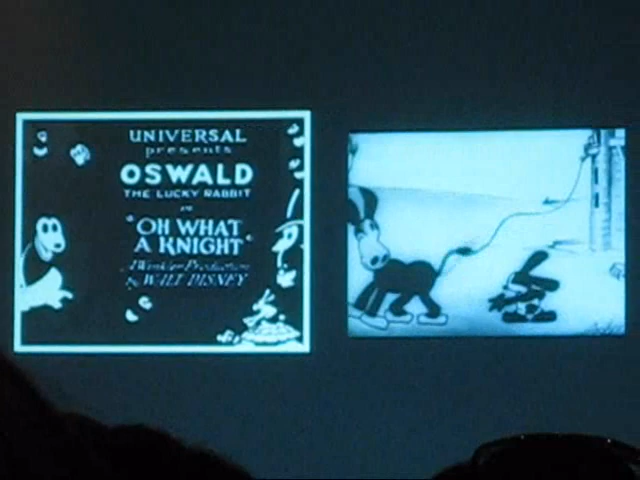 UNIVERSAL
presents
OSWALD
THE LUCKY RABBIT
IN
"OH WHAT
A KNIGHT"
A Winkler Production
by WALT DISNEY